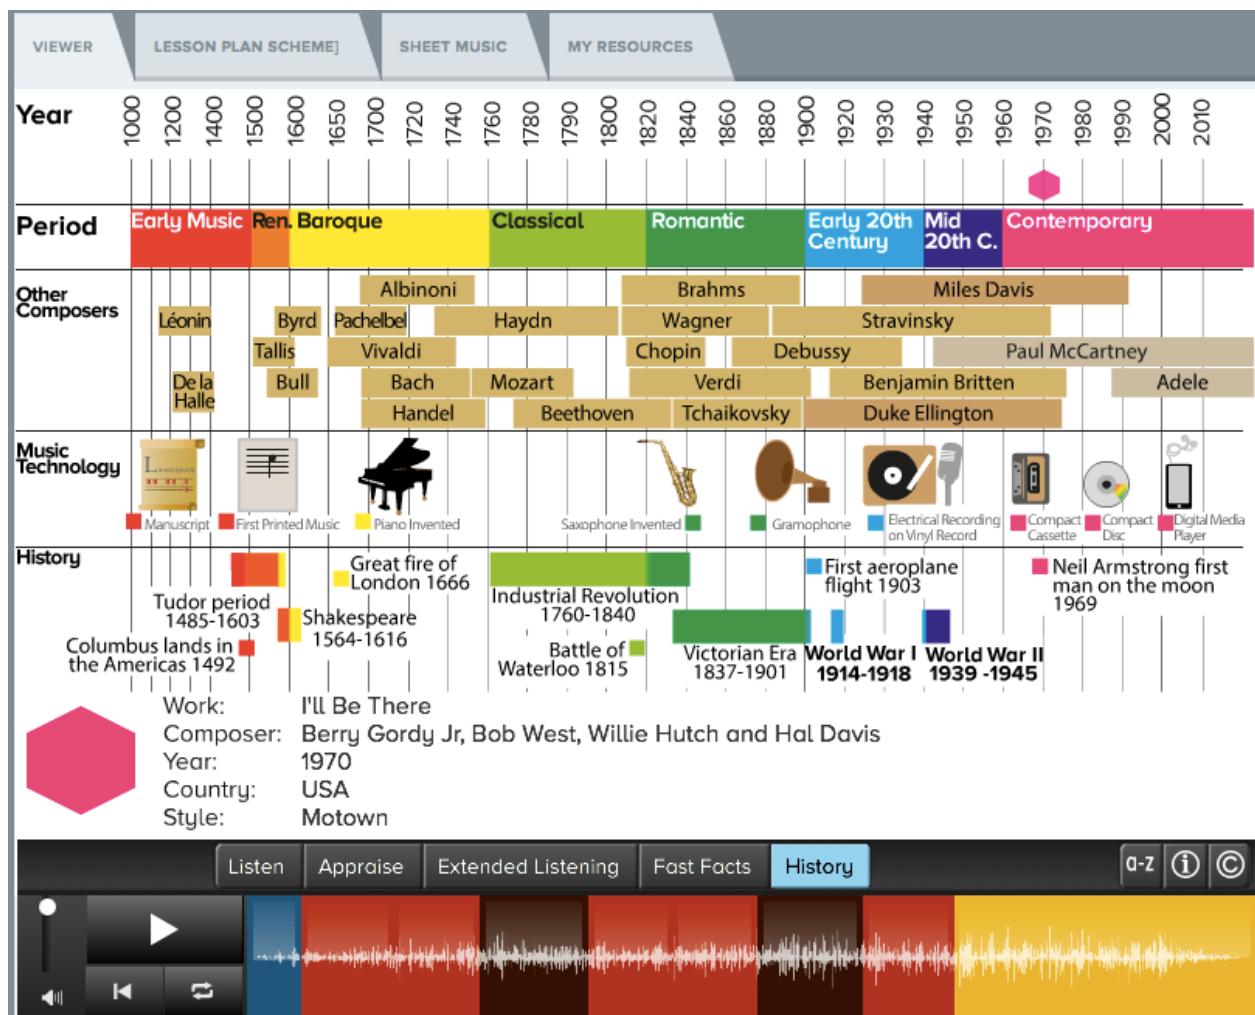 VIEWER
LESSON PLAN SCHEME]
SHEET MUSIC
MY RESOURCES
Year
1000 1200 1400 1500 1600 1650 1700 1720 1740 1760 1780 1790 1800 1820 1840 1860 1880 1900 1920 1930 1940 1950 1960 1970 1980 1990 2000 2010
Period
Early Music
Ren.
Baroque
Classical
Romantic
Early 20th
Century
Mid
20th C.
Contemporary
Other
Composers
Albinoni
Brahms
Miles Davis
Léonin
Byrd
Pachelbel
Haydn
Wagner
Stravinsky
Tallis
Vivaldi
Chopin
Debussy
Paul McCartney
De la
Halle
Bull
Bach
Mozart
Verdi
Benjamin Britten
Adele
Handel
Beethoven
Tchaikovsky
Duke Ellington
Music
Technology
Manuscript
First Printed Music
Piano Invented
Saxophone Invented
Gramophone
Electrical Recording
on Vinyl Record
Compact
Cassette
Compact
Disc
Digital Media
Player
History
Tudor period
1485-1603
Columbus lands in
the Americas 1492
Great fire of
London 1666
Shakespeare
1564-1616
Industrial Revolution
1760-1840
Battle of
Waterloo 1815
Victorian Era
1837-1901
First aeroplane
flight 1903
World War I
1914-1918
World War II
1939 -1945
Neil Armstrong first
man on the moon
1969
Work: I'll Be There
Composer: Berry Gordy Jr, Bob West, Willie Hutch and Hal Davis
Year: 1970
Country: USA
Style: Motown
Listen
Appraise
Extended Listening
Fast Facts
History
a-z
i
©